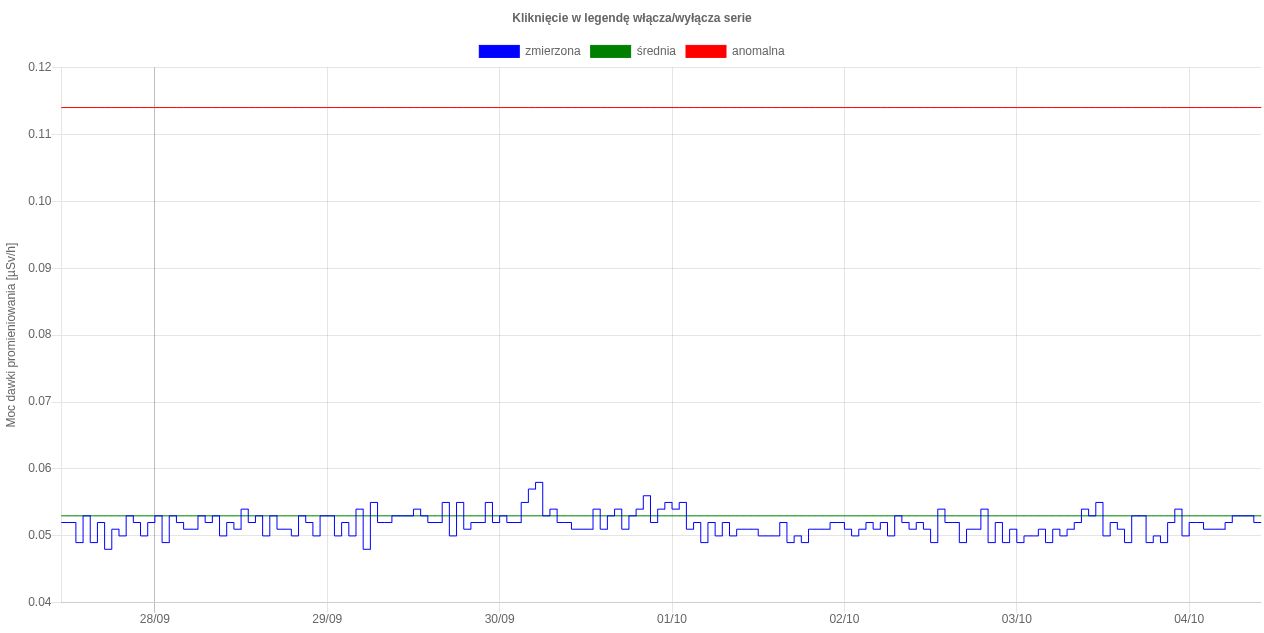 Kliknięcie w legendę włącza/wyłącza serie
zmierzona średnia anomalna
Moc dawki promieniowania [µSv/h]
0.12
0.11
0.10
0.09
0.08
0.07
0.06
0.05
0.04
28/09 29/09 30/09 01/10 02/10 03/10 04/10